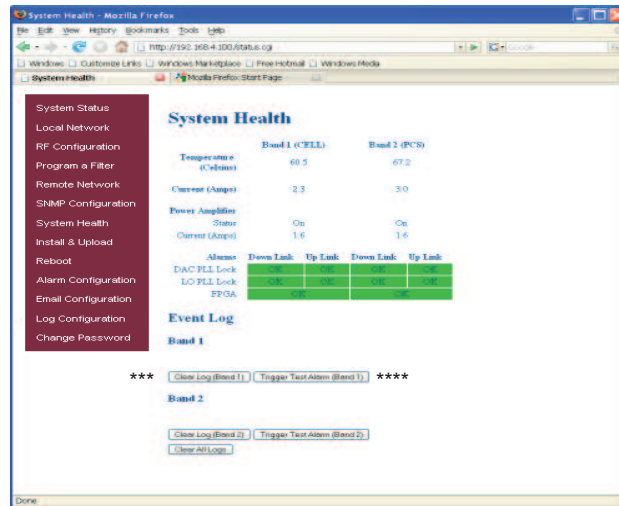 System Health - Mozilla Firefox
File Edit View History Bookmarks Tools Help
http://192.168.4.100/status.cgi
Google
Windows Customize Links Windows Marketplace Free Hotmail Windows Media
System Health Mozilla Firefox Start Page
System Status
Local Network
RF Configuration
Program a Filter
Remote Network
SNMP Configuration
System Health
Install & Upload
Reboot
Alarm Configuration
Email Configuration
Log Configuration
Change Password
System Health
Band 1 (CELL) Band 2 (PCS)
Temperature (Celsius) 60.5 67.2
Current (Amps) 2.3 3.0
Power Amplifier
Status On On
Current (Amps) 1.6 1.6
Alarms Down Link Up Link Down Link Up Link
DAC PLL Lock OK OK OK OK
LO PLL Lock OK OK OK OK
FPGA OK OK
Event Log
Band 1
*** Clear Log (Band 1) Trigger Test Alarm (Band 1) ****
Band 2
Clear Log (Band 2) Trigger Test Alarm (Band 2)
Clear All Logs
Done